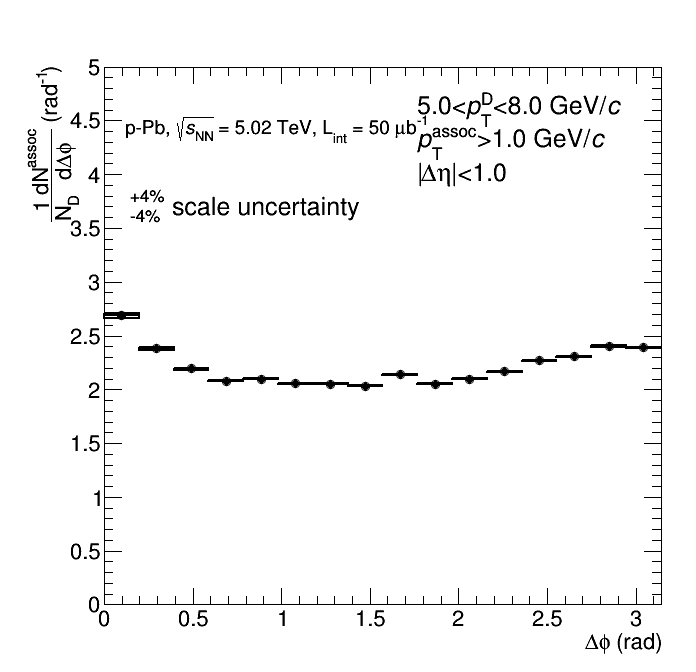 1 dN^assoc
N_D d∆ϕ (rad⁻¹)
p-Pb, √s_NN = 5.02 TeV, L_int = 50 μb⁻¹
5.0<p_T^D<8.0 GeV/c
p_T^assoc>1.0 GeV/c
|∆η|<1.0
+4%
-4% scale uncertainty
5
4.5
4
3.5
3
2.5
2
1.5
1
0.5
0
0 0.5 1 1.5 2 2.5 3
∆ϕ (rad)